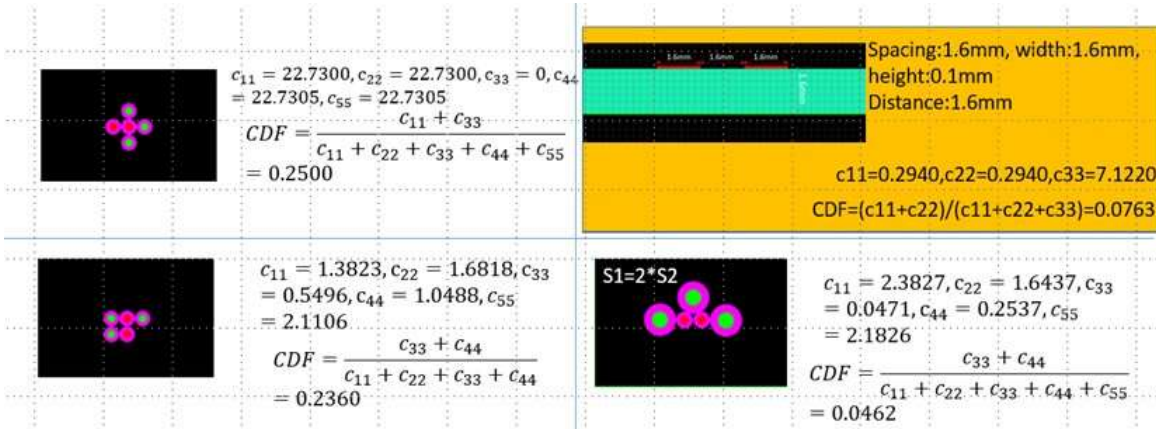 c₁₁ = 22.7300, c₂₂ = 22.7300, c₃₃ = 0, c₄₄
= 22.7305, c₅₅ = 22.7305
CDF = (c₁₁ + c₃₃) / (c₁₁ + c₂₂ + c₃₃ + c₄₄ + c₅₅)
= 0.2500
1.6mm 1.6mm 1.6mm
1.6mm
Spacing:1.6mm, width:1.6mm,
height:0.1mm
Distance:1.6mm
c11=0.2940,c22=0.2940,c33=7.1220
CDF=(c11+c22)/(c11+c22+c33)=0.0763
c₁₁ = 1.3823, c₂₂ = 1.6818, c₃₃
= 0.5496, c₄₄ = 1.0488, c₅₅
= 2.1106
CDF = (c₃₃ + c₄₄) / (c₁₁ + c₂₂ + c₃₃ + c₄₄)
= 0.2360
S1=2*S2
c₁₁ = 2.3827, c₂₂ = 1.6437, c₃₃
= 0.0471, c₄₄ = 0.2537, c₅₅
= 2.1826
CDF = (c₃₃ + c₄₄) / (c₁₁ + c₂₂ + c₃₃ + c₄₄ + c₅₅)
= 0.0462